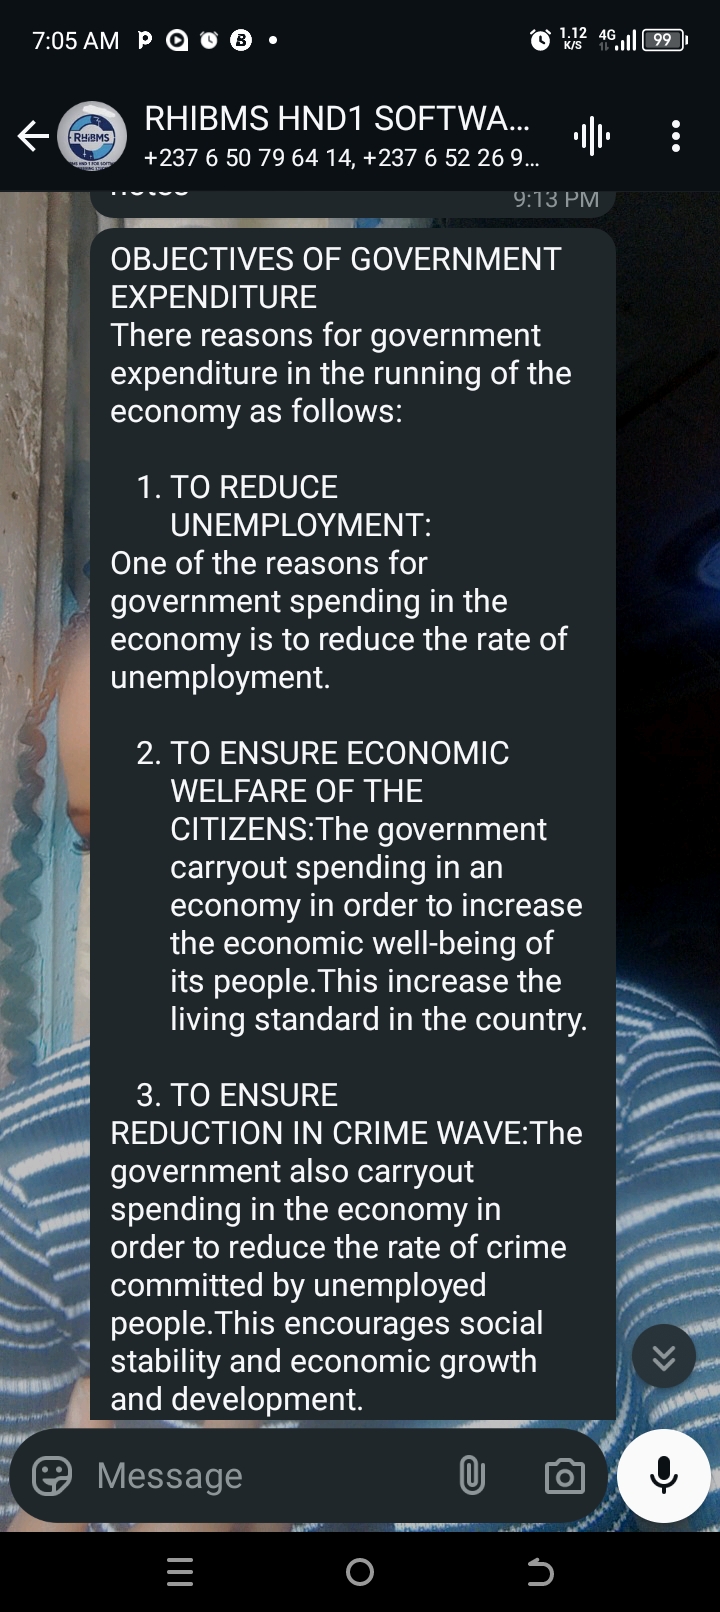 7:05 AM
1.12 K/S 4G 99
RHIBMS HND1 SOFTWA...
+237 6 50 79 64 14, +237 6 52 26 9...
RHIBMS
notes
9:13 PM
OBJECTIVES OF GOVERNMENT
EXPENDITURE
There reasons for government
expenditure in the running of the
economy as follows:
1. TO REDUCE
UNEMPLOYMENT:
One of the reasons for
government spending in the
economy is to reduce the rate of
unemployment.
2. TO ENSURE ECONOMIC
WELFARE OF THE
CITIZENS:The government
carryout spending in an
economy in order to increase
the economic well-being of
its people.This increase the
living standard in the country.
3. TO ENSURE
REDUCTION IN CRIME WAVE:The
government also carryout
spending in the economy in
order to reduce the rate of crime
committed by unemployed
people.This encourages social
stability and economic growth
and development.
Message